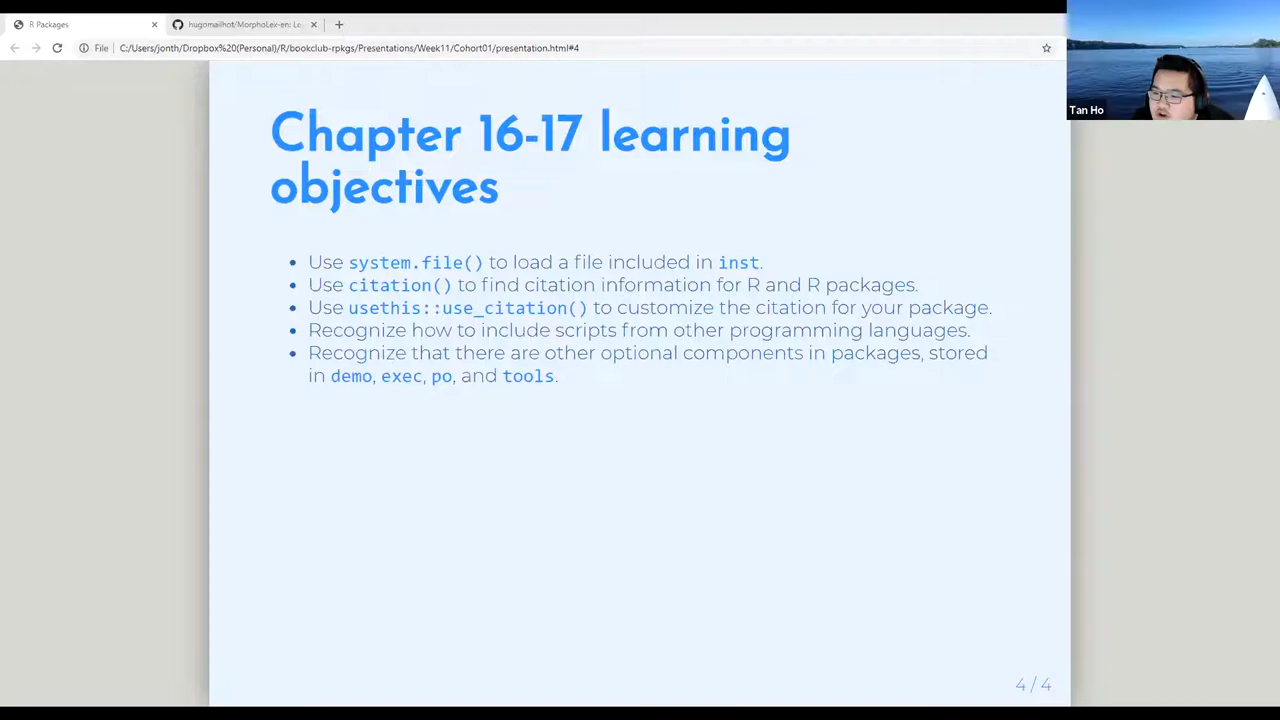 R Packages
hugomailhot/MorphoLex-en: Le
File
C:/Users/jonth/Dropbox%20(Personal)/R/bookclub-rpkgs/Presentations/Week11/Cohort01/presentation.html#4
Tan Ho
Chapter 16-17 learning
objectives
• Use system.file() to load a file included in inst.
• Use citation() to find citation information for R and R packages.
• Use usethis::use_citation() to customize the citation for your package.
• Recognize how to include scripts from other programming languages.
• Recognize that there are other optional components in packages, stored
in demo, exec, po, and tools.
4 / 4